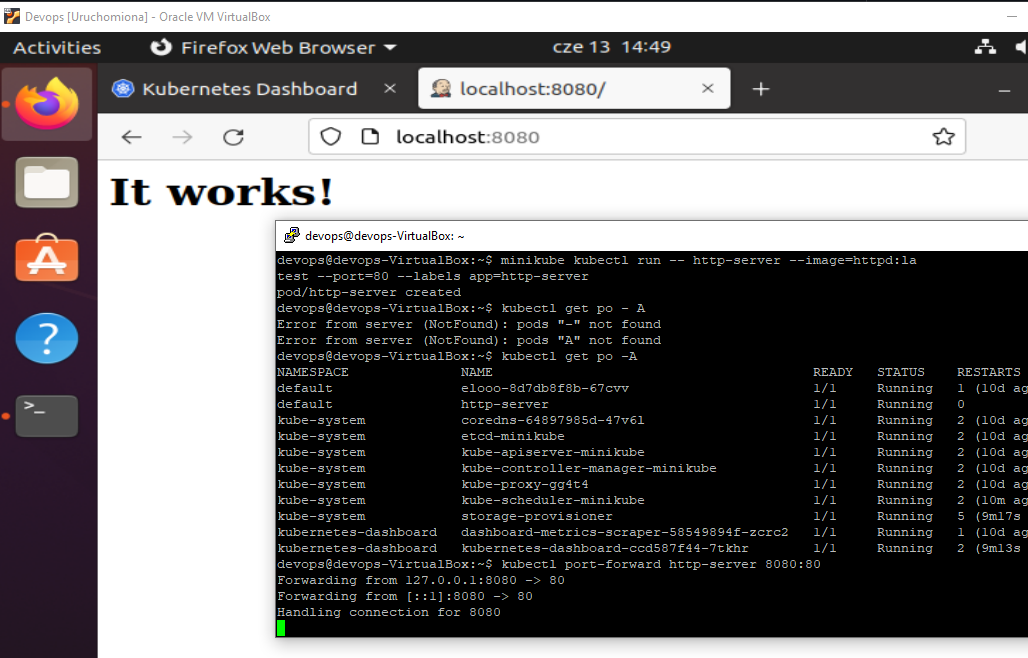 Devops [Uruchomiona] - Oracle VM VirtualBox
Activities Firefox Web Browser cze 13 14:49
Kubernetes Dashboard localhost:8080/
localhost:8080
It works!
devops@devops-VirtualBox: ~
devops@devops-VirtualBox:~$ minikube kubectl run -- http-server --image=httpd:la
test --port=80 --labels app=http-server
pod/http-server created
devops@devops-VirtualBox:~$ kubectl get po - A
Error from server (NotFound): pods "-" not found
Error from server (NotFound): pods "A" not found
devops@devops-VirtualBox:~$ kubectl get po -A
NAMESPACE NAME READY STATUS RESTARTS
default elooo-8d7db8f8b-67cvv 1/1 Running 1 (10d ag
default http-server 1/1 Running 0
kube-system coredns-64897985d-47v6l 1/1 Running 2 (10d ag
kube-system etcd-minikube 1/1 Running 2 (10d ag
kube-system kube-apiserver-minikube 1/1 Running 2 (10d ag
kube-system kube-controller-manager-minikube 1/1 Running 2 (10d ag
kube-system kube-proxy-gg4t4 1/1 Running 2 (10d ag
kube-system kube-scheduler-minikube 1/1 Running 2 (10m ag
kube-system storage-provisioner 1/1 Running 5 (9m17s
kubernetes-dashboard dashboard-metrics-scraper-58549894f-zcrc2 1/1 Running 1 (10d ag
kubernetes-dashboard kubernetes-dashboard-ccd587f44-7tkhr 1/1 Running 2 (9m13s
devops@devops-VirtualBox:~$ kubectl port-forward http-server 8080:80
Forwarding from 127.0.0.1:8080 -> 80
Forwarding from [::1]:8080 -> 80
Handling connection for 8080